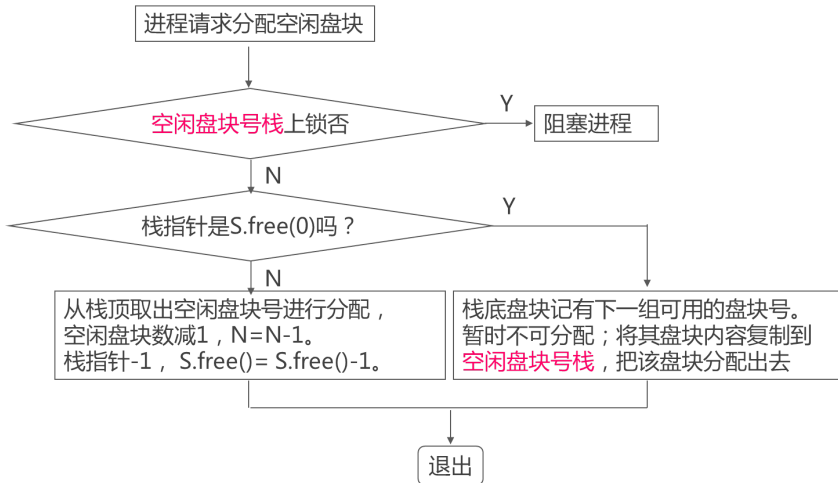 进程请求分配空闲盘块
空闲盘块号栈上锁否
Y
阻塞进程
N
栈指针是S.free(0)吗？
Y
N
从栈顶取出空闲盘块号进行分配，
空闲盘块数减1，N=N-1。
栈指针-1，S.free()= S.free()-1。
栈底盘块记有下一组可用的盘块号。
暂时不可分配；将其盘块内容复制到
空闲盘块号栈，把该盘块分配出去
退出